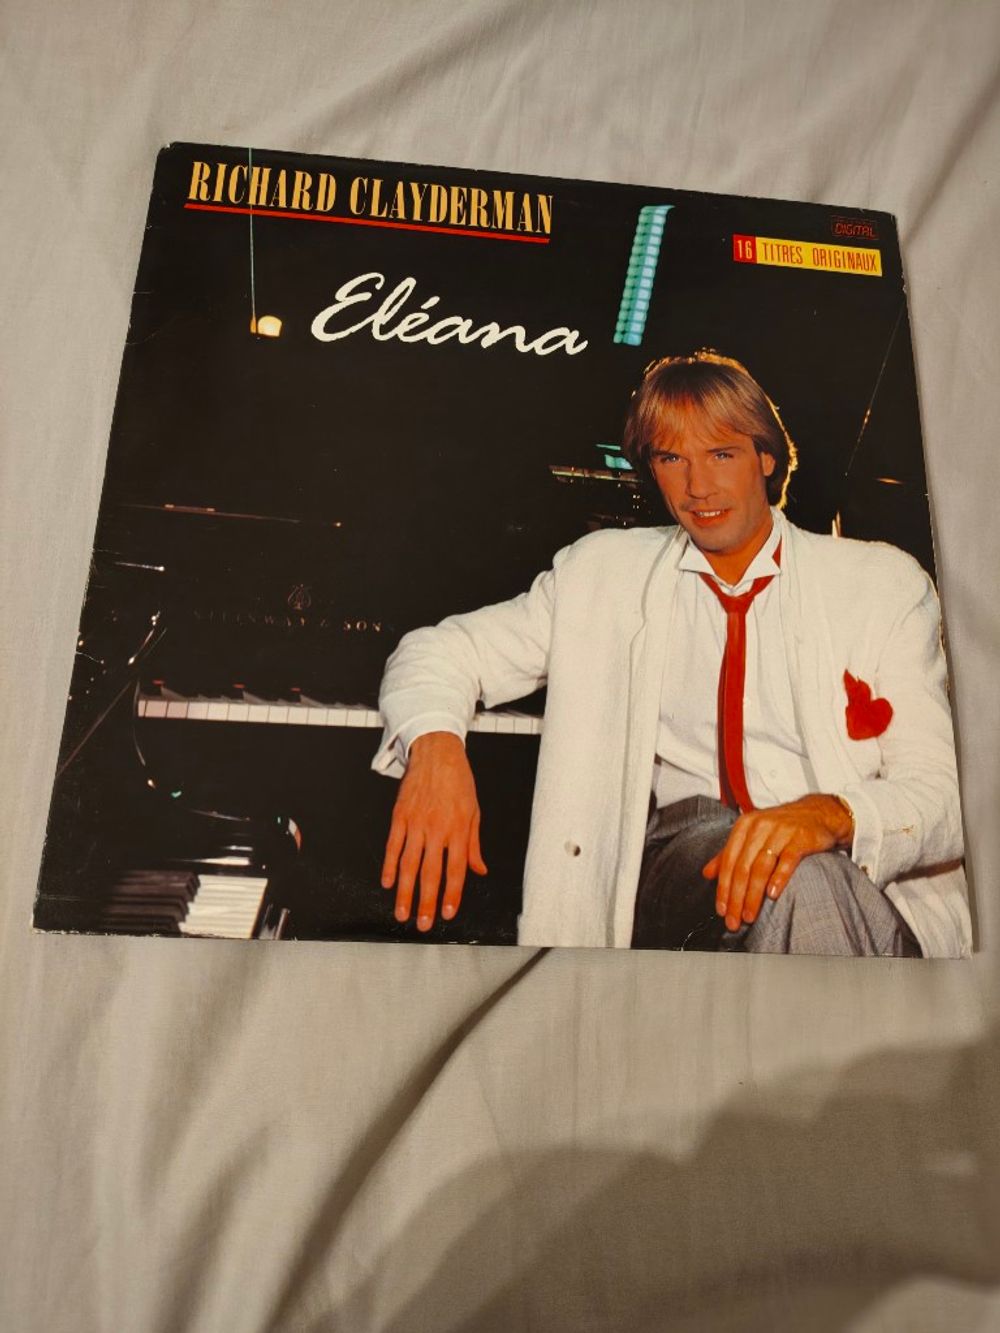 RICHARD CLAYDERMAN
DIGITAL
16 TITRES ORIGINAUX
Eléana
STEINWAY & SONS